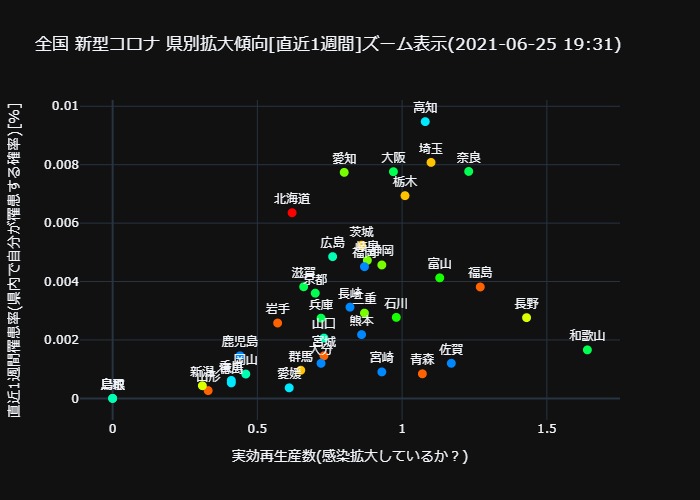 全国 新型コロナ 県別拡大傾向[直近1週間]ズーム表示(2021-06-25 19:31)
直近1週間罹患率(県内で自分が罹患する確率)[%]
0.01
0.008
0.006
0.004
0.002
0
高知
埼玉
愛知
大阪
奈良
栃木
北海道
茨城
広島
静岡
富山
福島
滋賀
京都
長崎
三重
兵庫
石川
長野
岩手
山口
熊本
鹿児島
宮城
大分
和歌山
佐賀
群馬
宮崎
岡山
青森
愛媛
新潟
山形
0
0.5
1
1.5
実効再生産数(感染拡大しているか？)